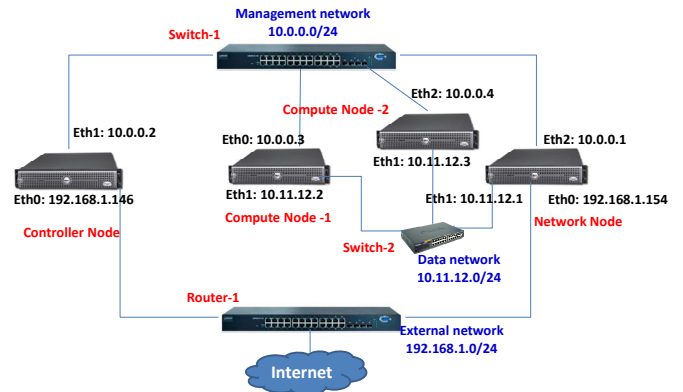 Management network
10.0.0.0/24
Switch-1
Eth2: 10.0.0.4
Compute Node -2
Eth1: 10.0.0.2
Eth0: 10.0.0.3
Eth2: 10.0.0.1
Eth1: 10.11.12.3
Eth0: 192.168.1.146
Eth1: 10.11.12.2
Eth1: 10.11.12.1
Eth0: 192.168.1.154
Controller Node
Compute Node -1
Network Node
Switch-2
Data network
10.11.12.0/24
Router-1
External network
192.168.1.0/24
Internet